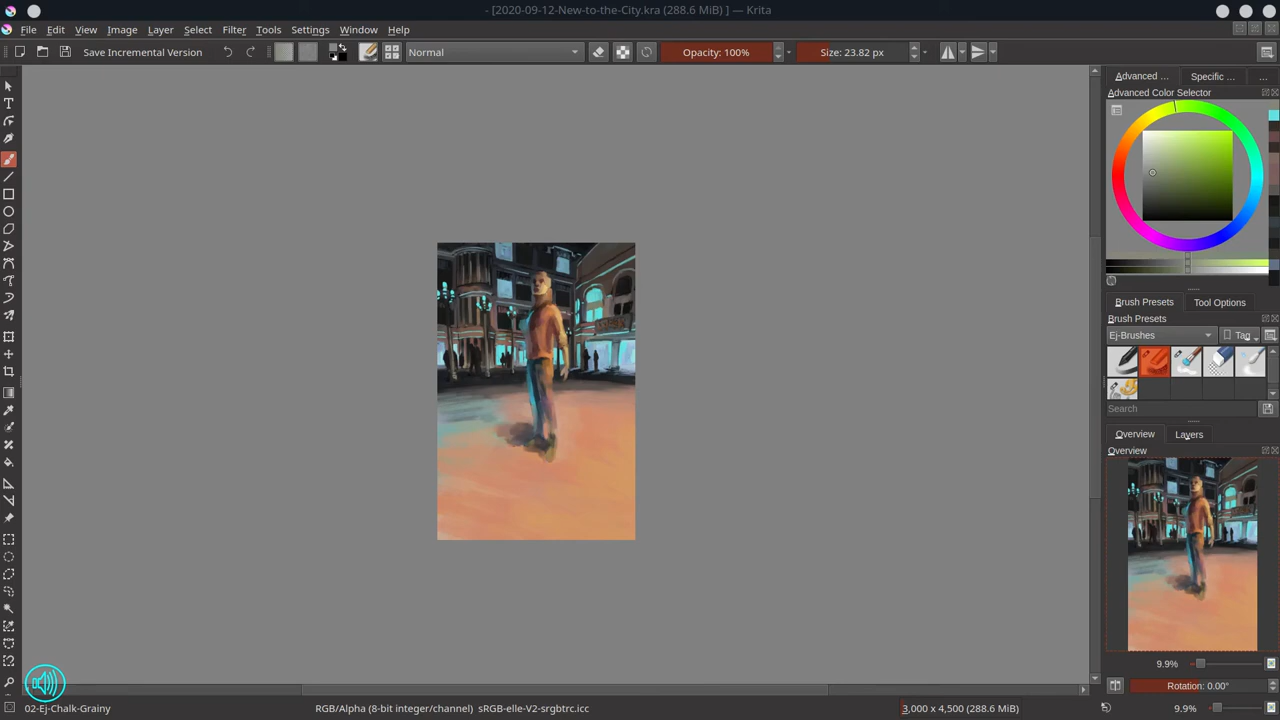 - [2020-09-12-New-to-the-City.kra (288.6 MiB) ] — Krita
File Edit View Image Layer Select Filter Tools Settings Window Help
Save Incremental Version Normal Opacity: 100% Size: 23.82 px
Advanced ... Specific ... ...
Advanced Color Selector
Brush Presets Tool Options
Brush Presets
Ej-Brushes Tag
Search
Overview Layers
Overview
9.9%
Rotation: 0.00°
02-Ej-Chalk-Grainy RGB/Alpha (8-bit integer/channel) sRGB-elle-V2-srgbtrc.icc 3,000 x 4,500 (288.6 MiB) 9.9%